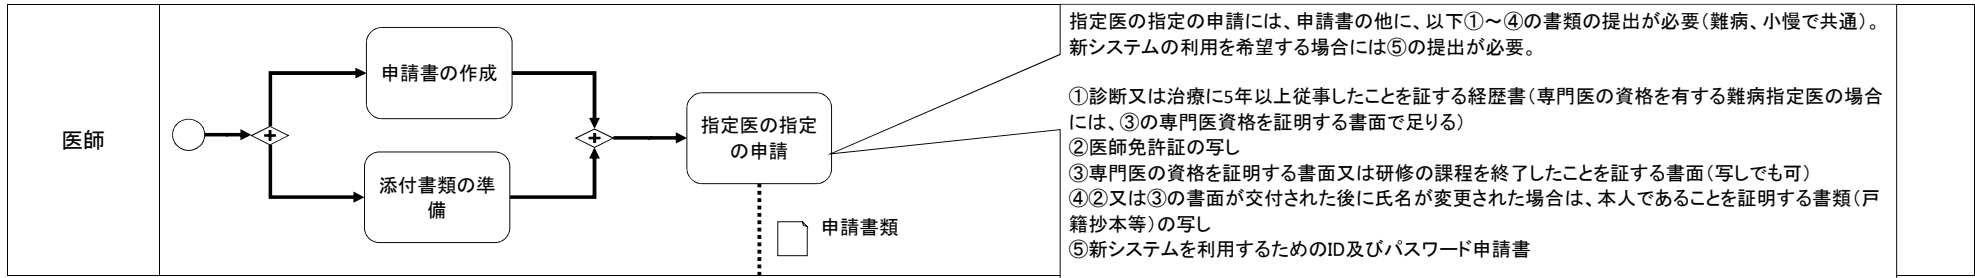 医師
申請書の作成
添付書類の準
備
指定医の指定
の申請
申請書類
指定医の指定の申請には、申請書の他に、以下①～④の書類の提出が必要（難病、小慢で共通）。
新システムの利用を希望する場合には⑤の提出が必要。
①診断又は治療に5年以上従事したことを証する経歴書（専門医の資格を有する難病指定医の場合
には、③の専門医資格を証明する書面で足りる）
②医師免許証の写し
③専門医の資格を証明する書面又は研修の課程を終了したことを証する書面（写しでも可）
④②又は③の書面が交付された後に氏名が変更された場合は、本人であることを証明する書類（戸
籍抄本等）の写し
⑤新システムを利用するためのID及びパスワード申請書